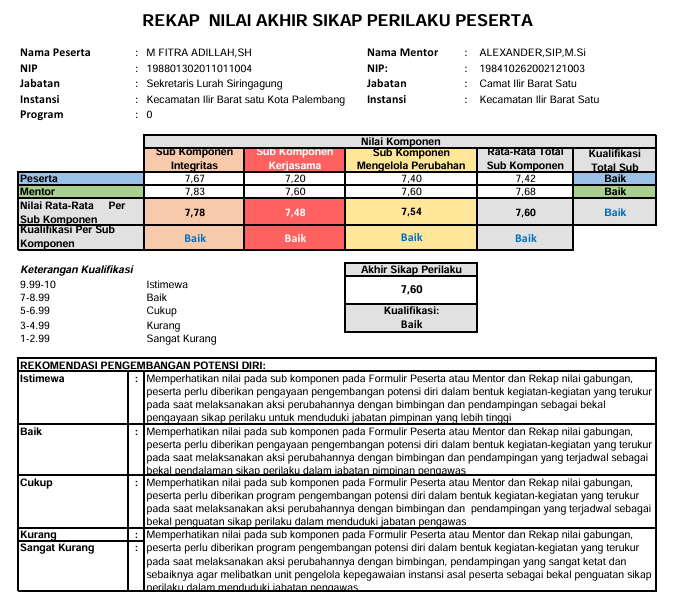 REKAP NILAI AKHIR SIKAP PERILAKU PESERTA
Nama Peserta : M FITRA ADILLAH,SH Nama Mentor : ALEXANDER,SIP,M.Si
NIP : 198801302011011004 NIP: : 198410262002121003
Jabatan : Sekretaris Lurah Siringagung Jabatan : Camat Ilir Barat Satu
Instansi : Kecamatan Ilir Barat satu Kota Palembang Instansi : Kecamatan Ilir Barat Satu
Program : 0
Nilai Komponen
Sub Komponen Integritas Sub Komponen Kerjasama Sub Komponen Mengelola Perubahan Rata-Rata Total Sub Komponen Kualifikasi Total Sub
Peserta 7,67 7,20 7,40 7,42 Baik
Mentor 7,83 7,60 7,60 7,68 Baik
Nilai Rata-Rata Per Sub Komponen 7,78 7,48 7,54 7,60 Baik
Kualifikasi Per Sub Komponen Baik Baik Baik Baik
Keterangan Kualifikasi
9.99-10 Istimewa
7-8.99 Baik
5-6.99 Cukup
3-4.99 Kurang
1-2.99 Sangat Kurang
Akhir Sikap Perilaku
7,60
Kualifikasi:
Baik
REKOMENDASI PENGEMBANGAN POTENSI DIRI:
Istimewa : Memperhatikan nilai pada sub komponen pada Formulir Peserta atau Mentor dan Rekap nilai gabungan,
peserta perlu diberikan pengayaan pengembangan potensi diri dalam bentuk kegiatan-kegiatan yang terukur
pada saat melaksanakan aksi perubahannya dengan bimbingan dan pendampingan sebagai bekal
pengayaan sikap perilaku untuk menduduki jabatan pimpinan yang lebih tinggi
Baik : Memperhatikan nilai pada sub komponen pada Formulir Peserta atau Mentor dan Rekap nilai gabungan,
peserta perlu diberikan pengayaan pengembangan potensi diri dalam bentuk kegiatan-kegiatan yang terukur
pada saat melaksanakan aksi perubahannya dengan bimbingan dan pendampingan yang terjadwal sebagai
bekal pendalaman sikap perilaku dalam jabatan pimpinan pengawas
Cukup : Memperhatikan nilai pada sub komponen pada Formulir Peserta atau Mentor dan Rekap nilai gabungan,
peserta perlu diberikan program pengembangan potensi diri dalam bentuk kegiatan-kegiatan yang terukur
pada saat melaksanakan aksi perubahannya dengan bimbingan dan pendampingan yang terjadwal sebagai
bekal penguatan sikap perilaku dalam menduduki jabatan pengawas
Kurang : Memperhatikan nilai pada sub komponen pada Formulir Peserta atau Mentor dan Rekap nilai gabungan,
Sangat Kurang : peserta perlu diberikan program pengembangan potensi diri dalam bentuk kegiatan-kegiatan yang terukur
pada saat melaksanakan aksi perubahannya dengan bimbingan, pendampingan yang sangat ketat dan
sebaiknya agar melibatkan unit pengelola kepegawaian instansi asal peserta sebagai bekal penguatan sikap
perilaku dalam menduduki jabatan pengawas